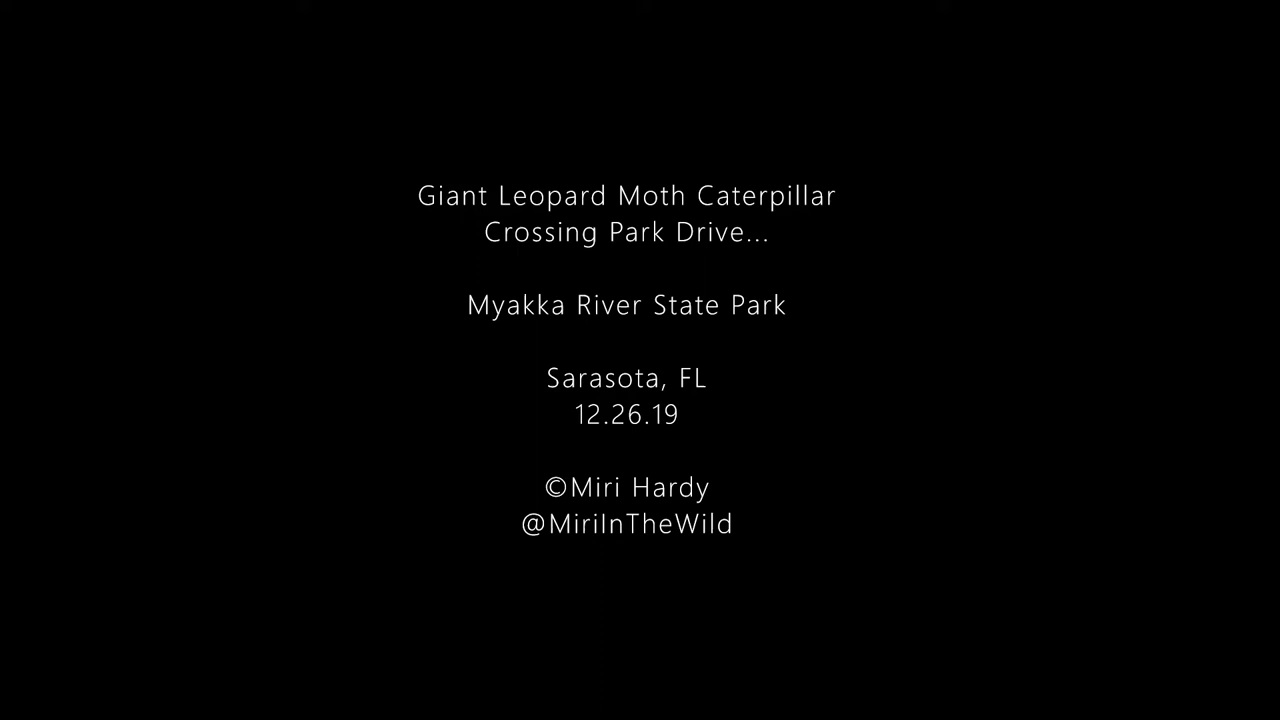 Giant Leopard Moth Caterpillar
Crossing Park Drive...
Myakka River State Park
Sarasota, FL
12.26.19
©Miri Hardy
@MiriInTheWild